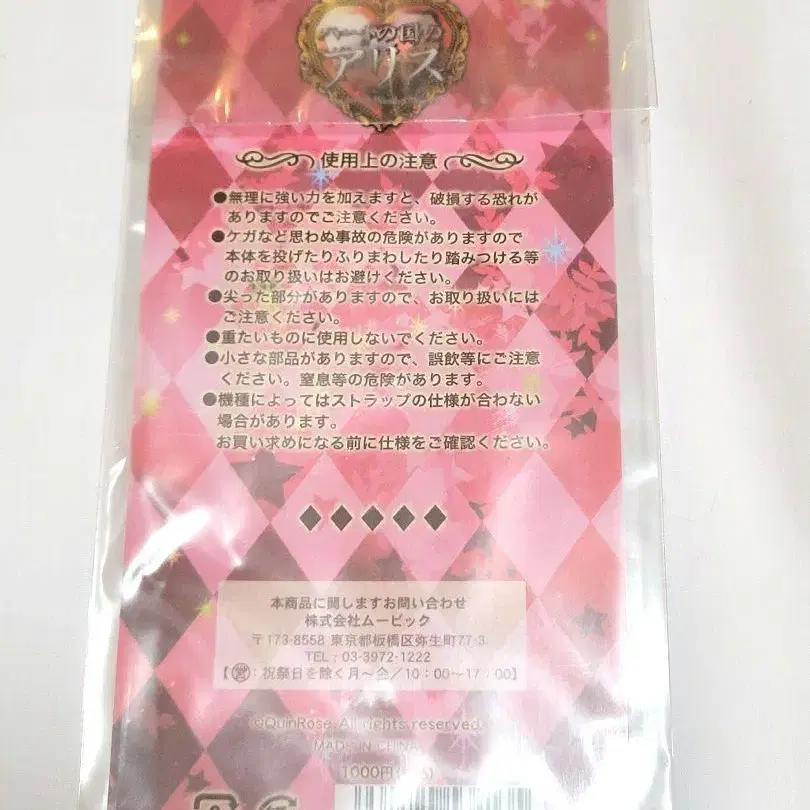 ハートの国の
アリス
使用上の注意
●無理に強い力を加えますと、破損する恐れが
ありますのでご注意ください。
●ケガなど思わぬ事故の危険がありますので
本体を投げたりふりまわしたり踏みつける等
のお取り扱いはお避けください。
●尖った部分がありますので、お取り扱いには
ご注意ください。
●重たいものに使用しないでください。
●小さな部品がありますので、誤飲等にご注意
ください。窒息等の危険があります。
●機種によってはストラップの仕様が合わない
場合があります。
お買い求めになる前に仕様をご確認ください。
◆◆◆◆◆
本商品に関しますお問い合わせ
株式会社ムービック
〒173-8558 東京都板橋区弥生町77-3
TEL：03-3972-1222
【㊡：祝祭日を除く月～金／10：00～17：00】
©QuinRose. All rights reserved.
MADE IN CHINA
1000円